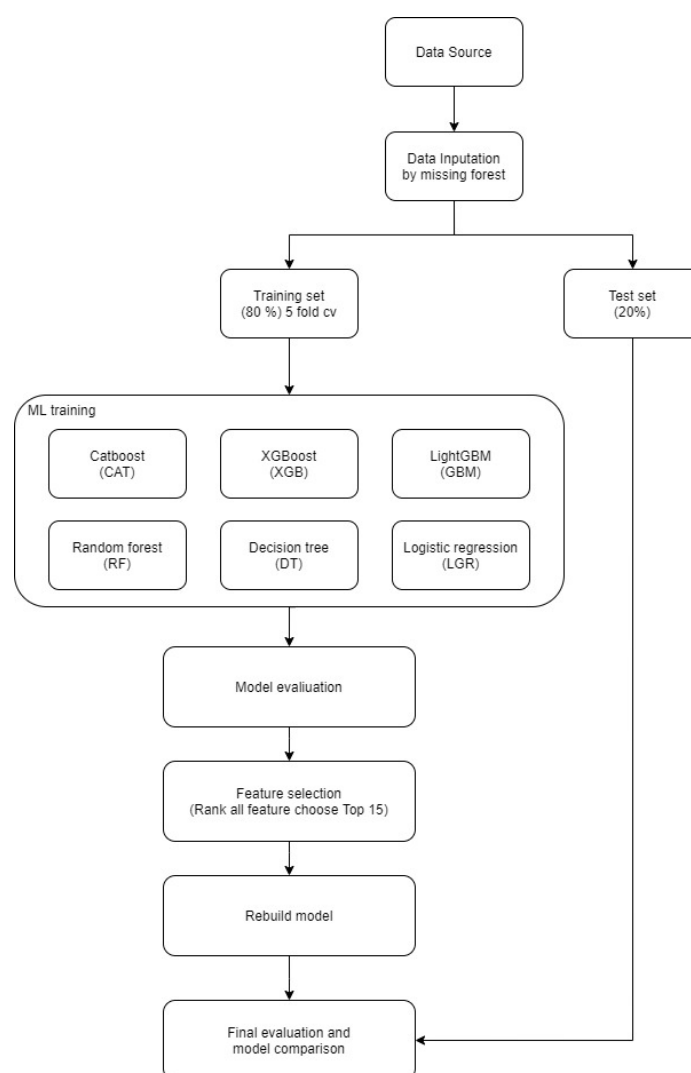 Data Source
Data Inputation
by missing forest
Training set
(80 %) 5 fold cv
Test set
(20%)
ML training
Catboost
(CAT)
XGBoost
(XGB)
LightGBM
(GBM)
Random forest
(RF)
Decision tree
(DT)
Logistic regression
(LGR)
Model evaliuation
Feature selection
(Rank all feature choose Top 15)
Rebuild model
Final evaluation and
model comparison